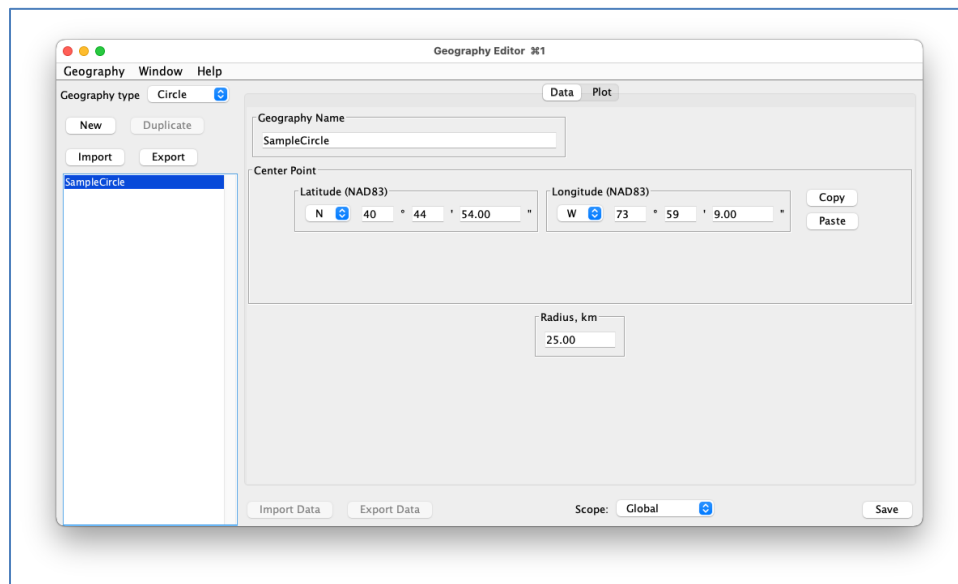 Geography Editor ⌘1
Geography Window Help
Geography type Circle
Data Plot
New Duplicate
Import Export
SampleCircle
Geography Name
SampleCircle
Center Point
Latitude (NAD83)
N 40 ° 44 ' 54.00 "
Longitude (NAD83)
W 73 ° 59 ' 9.00 "
Copy
Paste
Radius, km
25.00
Import Data Export Data
Scope: Global
Save